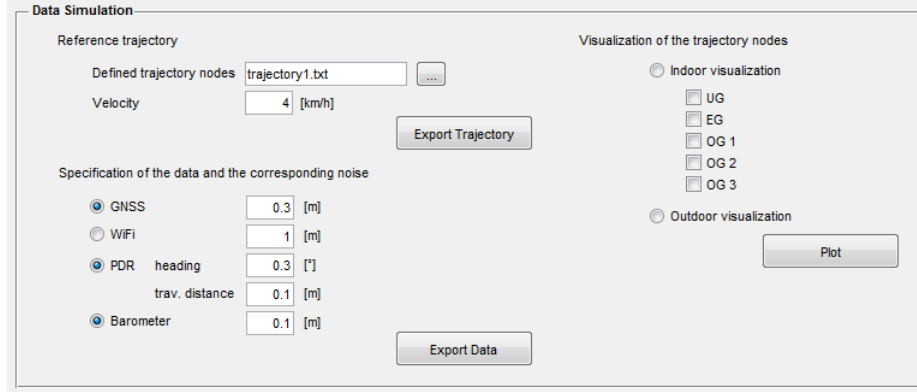 Data Simulation
Reference trajectory
Defined trajectory nodes trajectory1.txt ...
Velocity 4 [km/h]
Export Trajectory
Specification of the data and the corresponding noise
GNSS 0.3 [m]
WiFi 1 [m]
PDR heading 0.3 [°]
trav. distance 0.1 [m]
Barometer 0.1 [m]
Export Data
Visualization of the trajectory nodes
Indoor visualization
UG
EG
OG 1
OG 2
OG 3
Outdoor visualization
Plot